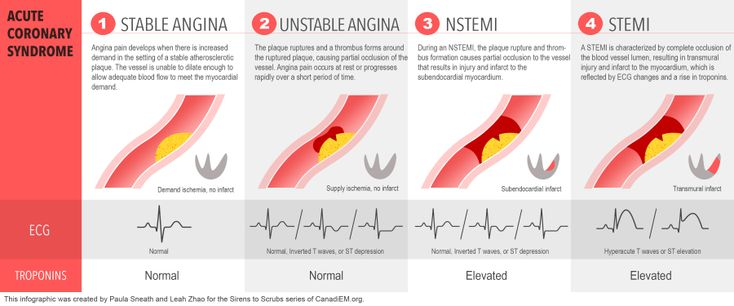 ACUTE
CORONARY
SYNDROME
1 STABLE ANGINA
Angina pain develops when there is increased
demand in the setting of a stable atherosclerotic
plaque. The vessel is unable to dilate enough to
allow adequate blood flow to meet the myocardial
demand.
Demand ischemia, no infarct
2 UNSTABLE ANGINA
The plaque ruptures and a thrombus forms around
the ruptured plaque, causing partial occlusion of the
vessel. Angina pain occurs at rest or progresses
rapidly over a short period of time.
Supply ischemia, no infarct
3 NSTEMI
During an NSTEMI, the plaque rupture and throm-
bus formation causes partial occlusion to the vessel
that results in injury and infarct to the
subendocardial myocardium.
Subendocardial infarct
4 STEMI
A STEMI is characterized by complete occlusion of
the blood vessel lumen, resulting in transmural
injury and infarct to the myocardium, which is
reflected by ECG changes and a rise in troponins.
Transmural infarct
ECG
Normal
Normal, Inverted T waves, or ST depression
Normal, Inverted T waves, or ST depression
Hyperacute T waves or ST elevation
TROPONINS
Normal
Normal
Elevated
Elevated
This infographic was created by Paula Sneath and Leah Zhao for the Sirens to Scrubs series of CanadiEM.org.